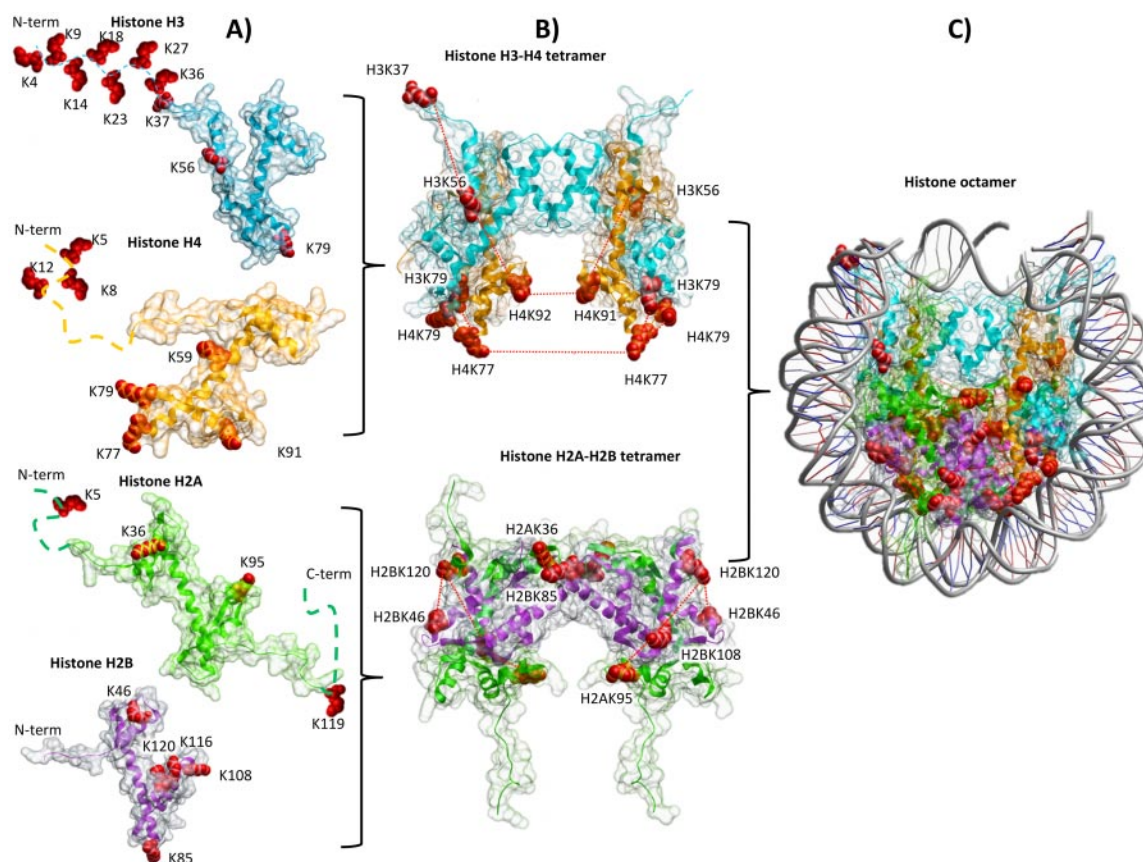 A)
B)
C)
N-term
Histone H3
K9
K18
K27
K4
K14
K23
K36
K37
K56
K79
N-term
Histone H4
K5
K12
K8
K59
K79
K77
K91
N-term
Histone H2A
K5
K36
K95
C-term
K119
Histone H2B
K46
N-term
K120
K116
K108
K85
Histone H3-H4 tetramer
H3K37
H3K56
H3K56
H3K79
H3K79
H4K92
H4K91
H4K79
H4K79
H4K77
H4K77
Histone H2A-H2B tetramer
H2AK36
H2BK120
H2BK120
H2BK85
H2BK46
H2BK46
H2BK108
H2AK95
Histone octamer